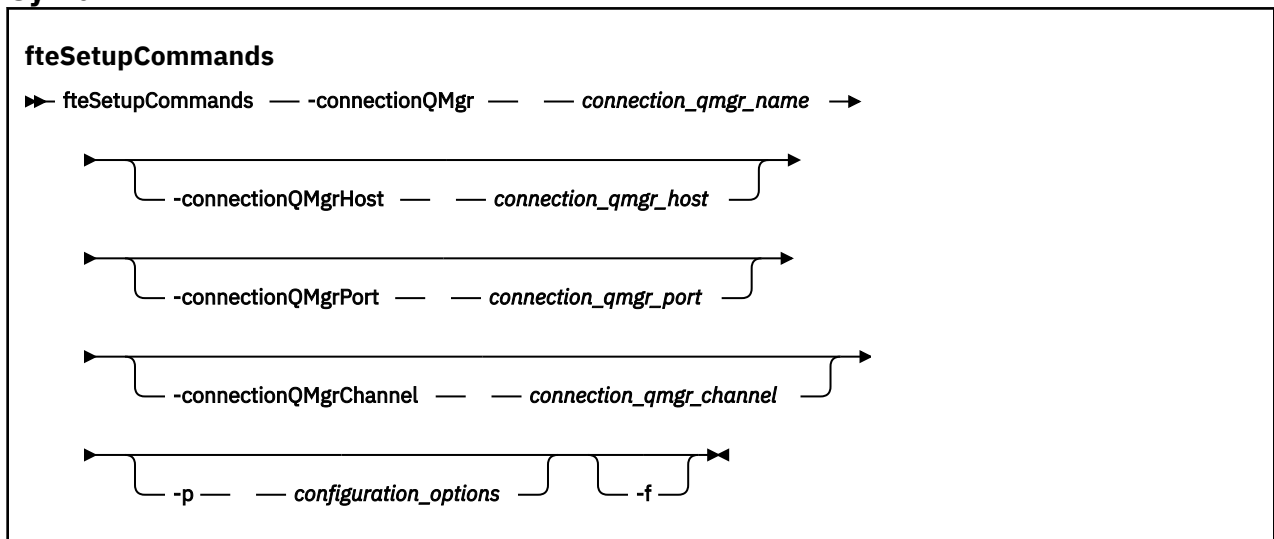 fteSetupCommands
fteSetupCommands -connectionQMgr connection_qmgr_name
-connectionQMgrHost connection_qmgr_host
-connectionQMgrPort connection_qmgr_port
-connectionQMgrChannel connection_qmgr_channel
-p configuration_options -f